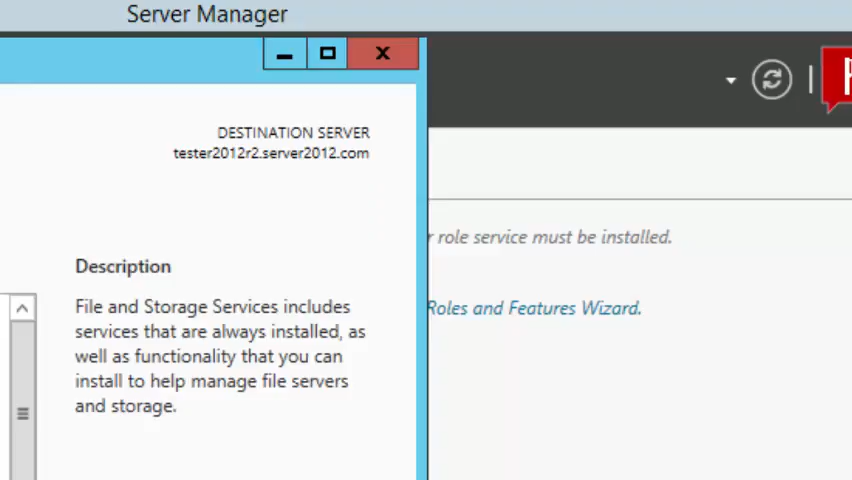 Server Manager
DESTINATION SERVER
tester2012r2.server2012.com
role service must be installed.
Description
File and Storage Services includes
Roles and Features Wizard.
services that are always installed, as
well as functionality that you can
install to help manage file servers
and storage.